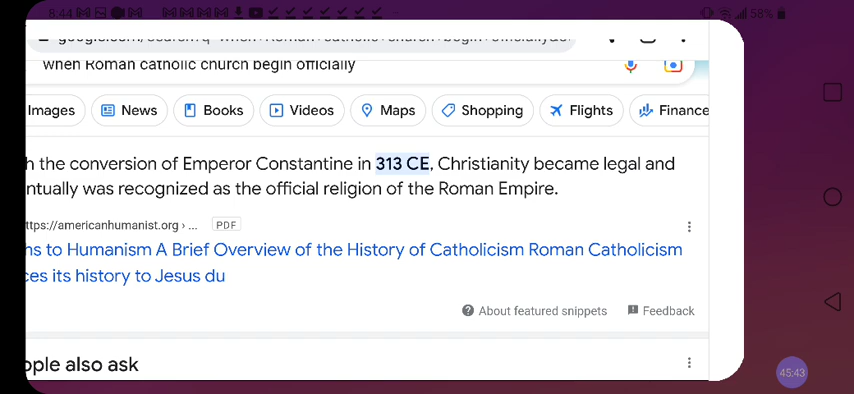 8:44
58%
when Roman catholic church begin officially
Images News Books Videos Maps Shopping Flights Finance
h the conversion of Emperor Constantine in 313 CE, Christianity became legal and
ntually was recognized as the official religion of the Roman Empire.
ttps://americanhumanist.org › ... PDF
hs to Humanism A Brief Overview of the History of Catholicism Roman Catholicism
ces its history to Jesus du
About featured snippets Feedback
ople also ask
45:43